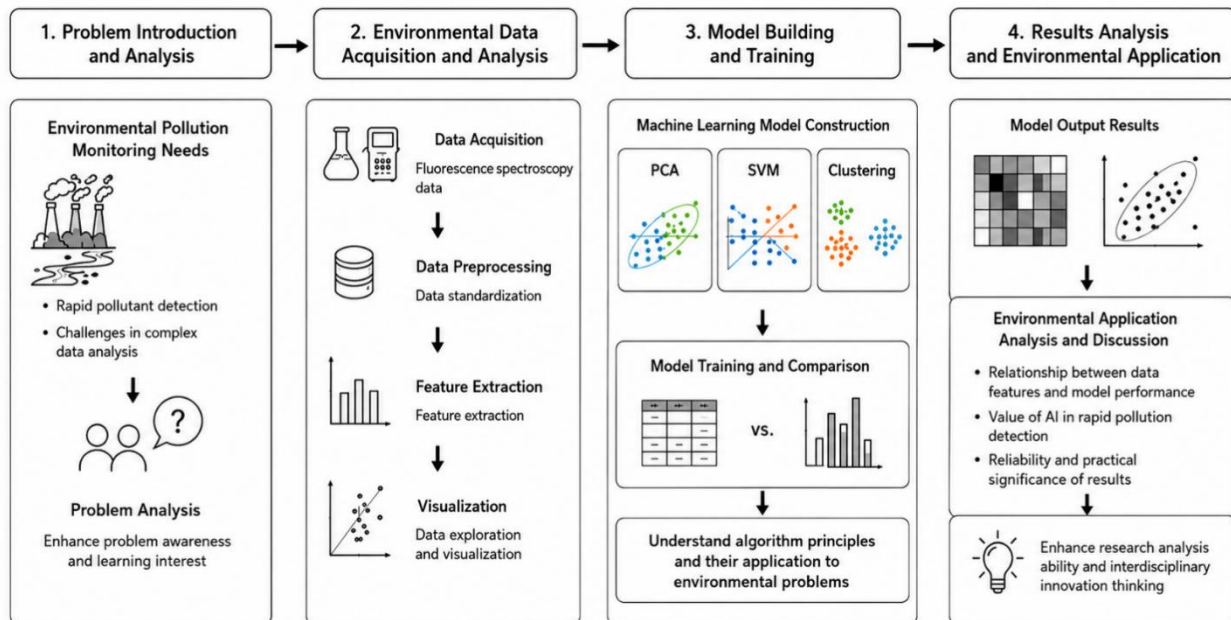 1. Problem Introduction
and Analysis
2. Environmental Data
Acquisition and Analysis
3. Model Building
and Training
4. Results Analysis
and Environmental Application
Environmental Pollution
Monitoring Needs
• Rapid pollutant detection
• Challenges in complex
data analysis
?
Problem Analysis
Enhance problem awareness
and learning interest
Data Acquisition
Fluorescence spectroscopy
data
Data Preprocessing
Data standardization
Feature Extraction
Feature extraction
Visualization
Data exploration
and visualization
Machine Learning Model Construction
PCA
SVM
Clustering
Model Training and Comparison
vs.
Understand algorithm principles
and their application to
environmental problems
Model Output Results
Environmental Application
Analysis and Discussion
• Relationship between data
features and model performance
• Value of AI in rapid pollution
detection
• Reliability and practical
significance of results
Enhance research analysis
ability and interdisciplinary
innovation thinking